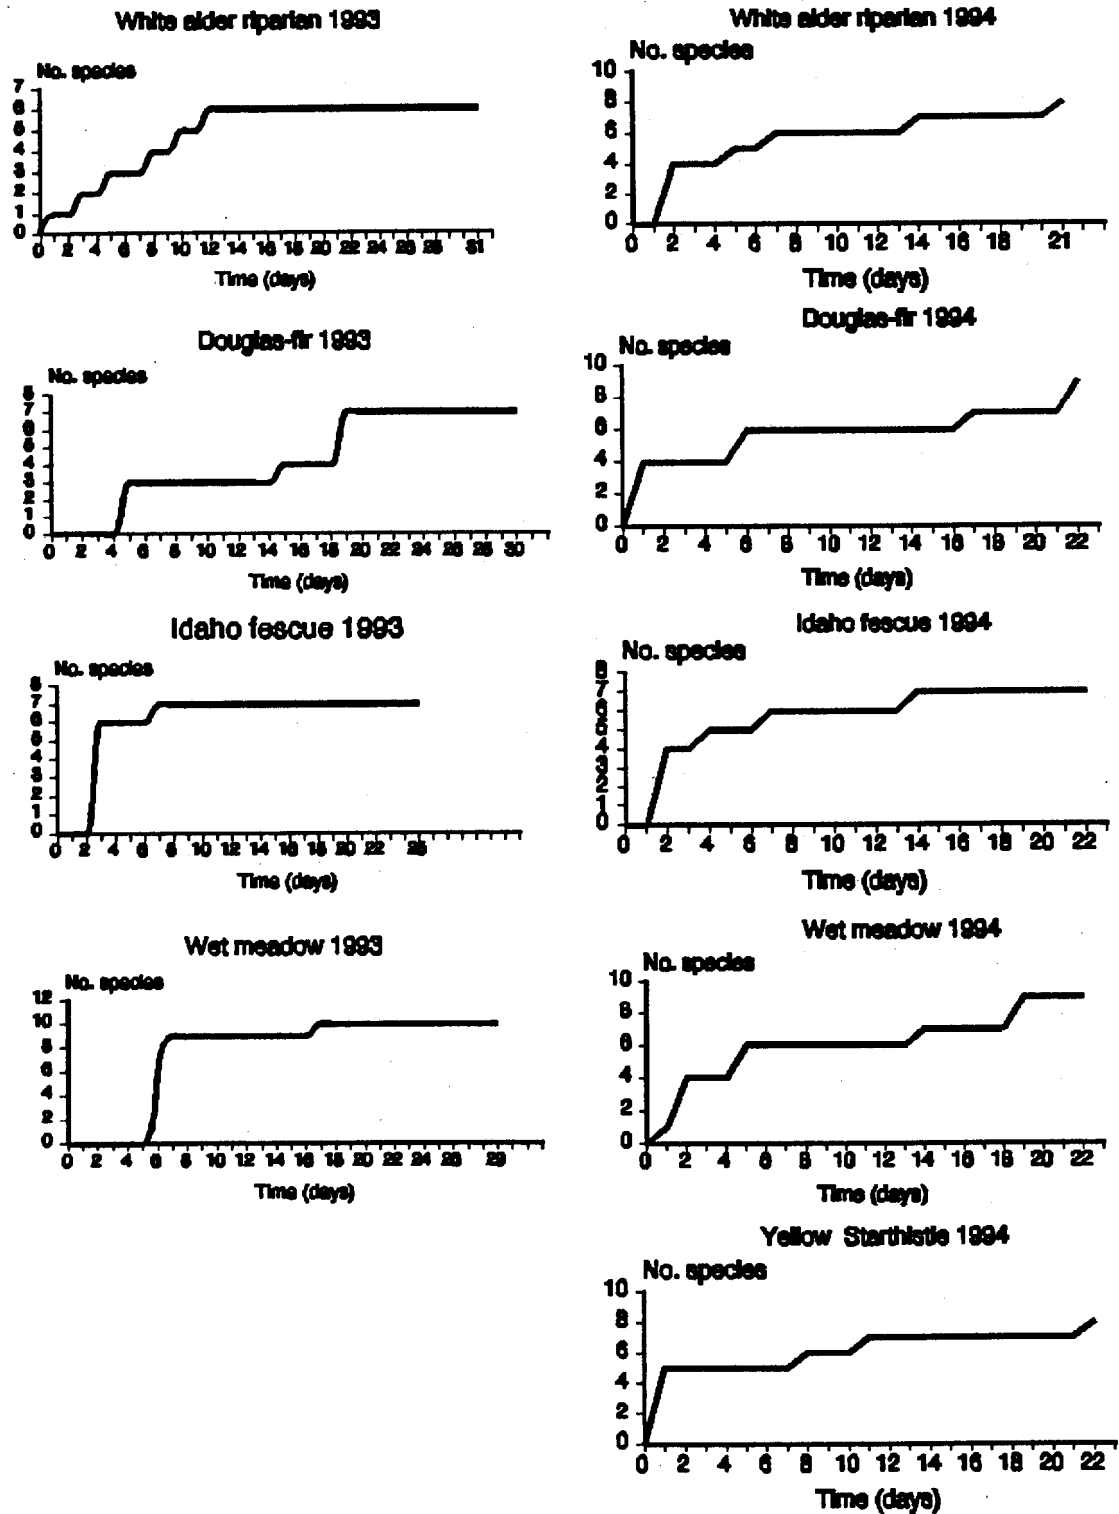 White alder riparian 1993
No. species
7
6
5
4
3
2
1
0
0 2 4 6 8 10 12 14 16 18 20 22 24 26 28 31
Time (days)
White alder riparian 1994
No. species
10
8
6
4
2
0
0 2 4 6 8 10 12 14 16 18 21
Time (days)
Douglas-fir 1993
No. species
8
7
6
5
4
3
2
1
0
0 2 4 6 8 10 12 14 16 18 20 22 24 26 28 30
Time (days)
Douglas-fir 1994
No. species
10
8
6
4
2
0
0 2 4 6 8 10 12 14 16 18 20 22
Time (days)
Idaho fescue 1993
No. species
8
7
6
5
4
3
2
1
0
0 2 4 6 8 10 12 14 16 18 20 22 25
Time (days)
Idaho fescue 1994
No. species
8
7
6
5
4
3
2
1
0
0 2 4 6 8 10 12 14 16 18 20 22
Time (days)
Wet meadow 1993
No. species
12
10
8
6
4
2
0
0 2 4 6 8 10 12 14 16 18 20 22 24 26 29
Time (days)
Wet meadow 1994
No. species
10
8
6
4
2
0
0 2 4 6 8 10 12 14 16 18 20 22
Time (days)
Yellow Starthistle 1994
No. species
10
8
6
4
2
0
0 2 4 6 8 10 12 14 16 18 20 22
Time (days)